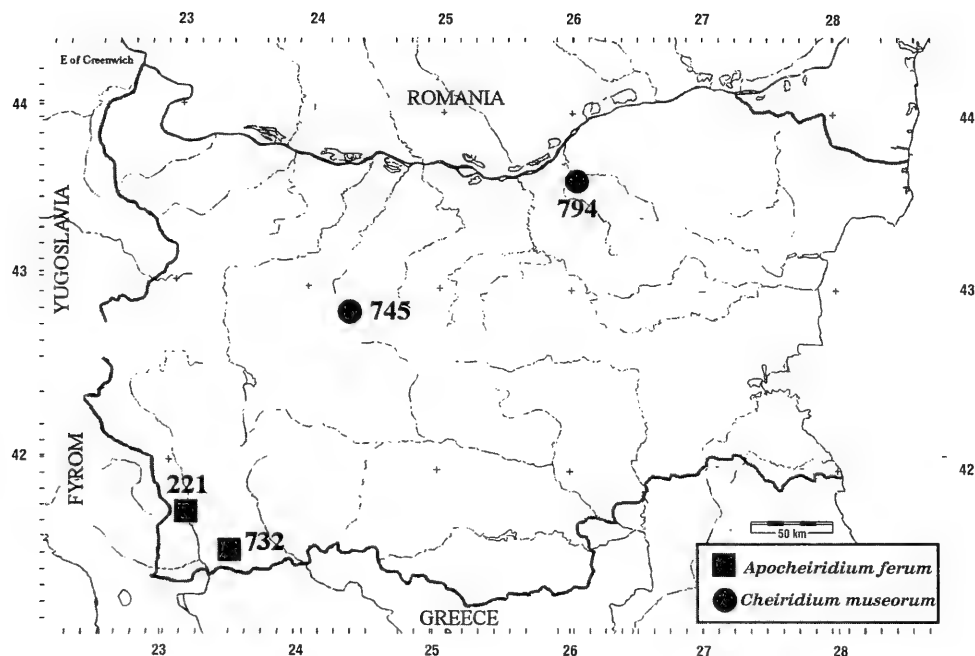 23 24 25 26 27 28
E of Greenwich
44 44
ROMANIA
YUGOSLAVIA
794
43 43
745
42 42
FYROM
221
732
50 km
Apocheiridium ferum
Cheiridium museorum
GREECE
23 24 25 26 27 28